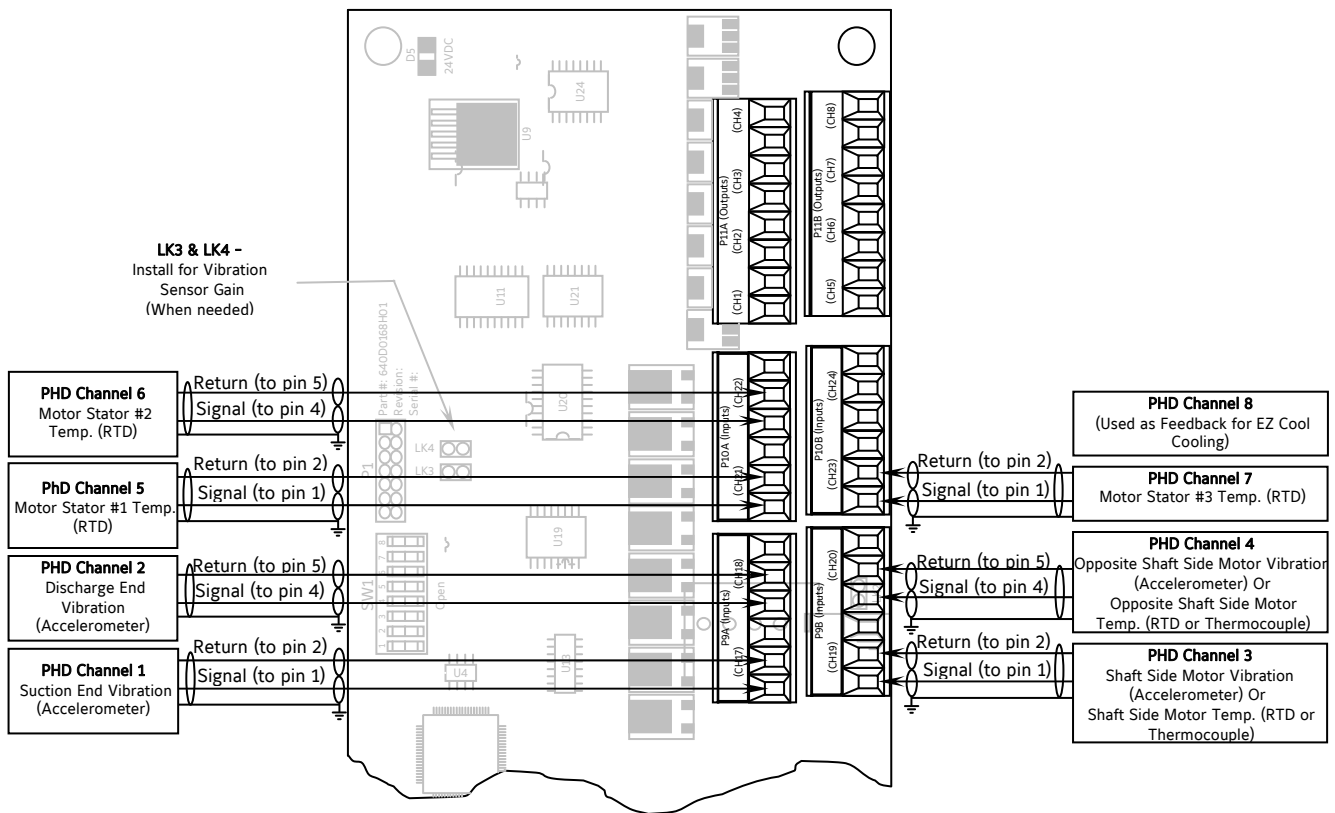 D5
24VDC
U24
U9
(CH4)
(CH3)
P11A (Outputs)
(CH2)
(CH1)
(CH8)
(CH7)
P11B (Outputs)
(CH6)
(CH5)
LK3 & LK4 –
Install for Vibration
Sensor Gain
(When needed)
U11
U21
Part #: 640D0168H01
Revision:
Serial #:
U20
P1
LK4
LK3
U19
SW1
8
7
6
5
4
3
2
1
Open
U13
U4
(CH22)
P10A (Inputs)
(CH21)
(CH24)
P10B (Inputs)
(CH23)
(CH18)
P9A (Inputs)
(CH17)
(CH20)
P9B (Inputs)
(CH19)
PHD Channel 6
Motor Stator #2
Temp. (RTD)
Return (to pin 5)
Signal (to pin 4)
PhD Channel 5
Motor Stator #1 Temp.
(RTD)
Return (to pin 2)
Signal (to pin 1)
PHD Channel 2
Discharge End
Vibration
(Accelerometer)
Return (to pin 5)
Signal (to pin 4)
PHD Channel 1
Suction End Vibration
(Accelerometer)
Return (to pin 2)
Signal (to pin 1)
PHD Channel 8
(Used as Feedback for EZ Cool
Cooling)
Return (to pin 2)
Signal (to pin 1)
PHD Channel 7
Motor Stator #3 Temp. (RTD)
Return (to pin 5)
Signal (to pin 4)
PHD Channel 4
Opposite Shaft Side Motor Vibration
(Accelerometer) Or
Opposite Shaft Side Motor
Temp. (RTD or Thermocouple)
Return (to pin 2)
Signal (to pin 1)
PHD Channel 3
Shaft Side Motor Vibration
(Accelerometer) Or
Shaft Side Motor Temp. (RTD or
Thermocouple)